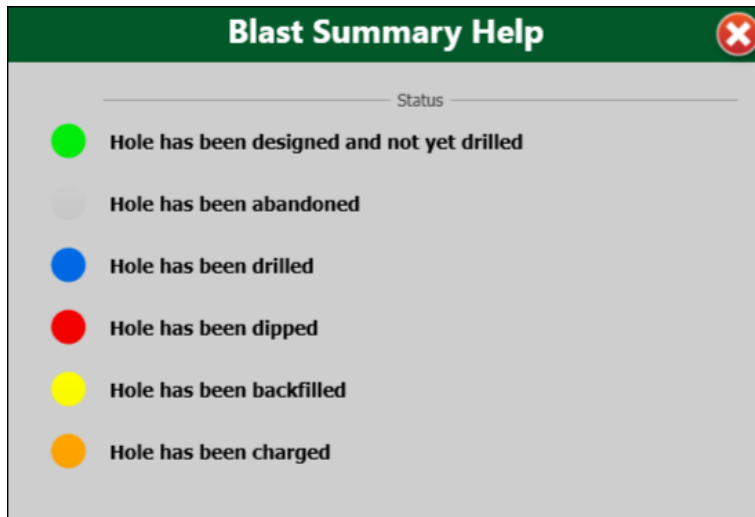 Blast Summary Help
Status
Hole has been designed and not yet drilled
Hole has been abandoned
Hole has been drilled
Hole has been dipped
Hole has been backfilled
Hole has been charged